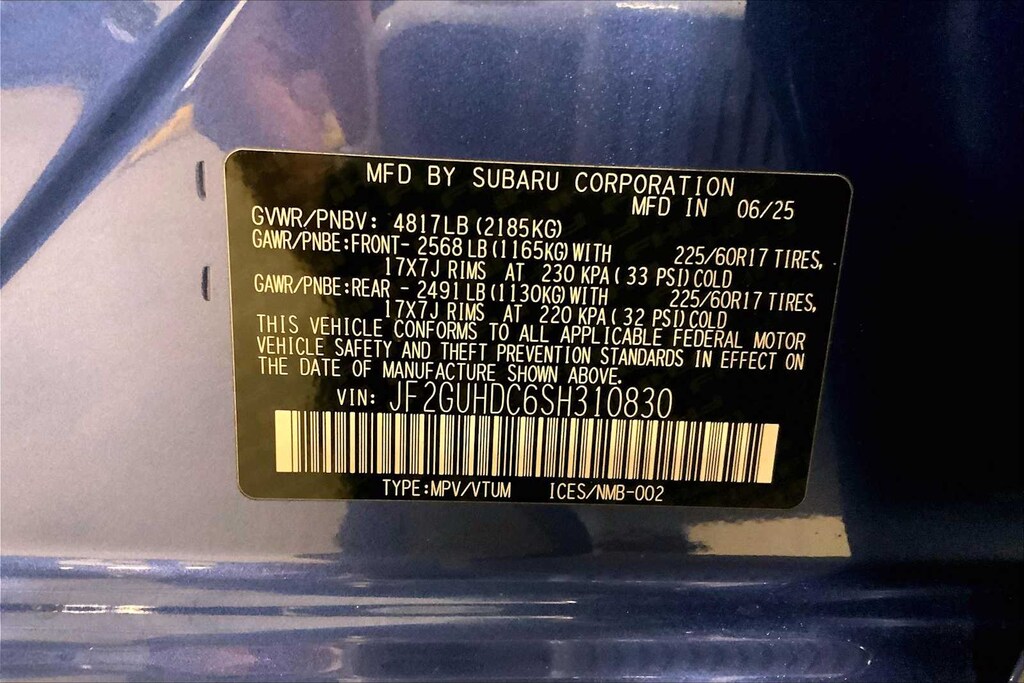 MFD BY SUBARU CORPORATION
MFD IN 06/25
GVWR/PNBV: 4817LB (2185KG)
GAWR/PNBE:FRONT- 2568 LB (1165KG) WITH 225/60R17 TIRES,
17X7J RIMS AT 230 KPA ( 33 PSI) COLD
GAWR/PNBE:REAR - 2491 LB (1130KG) WITH 225/60R17 TIRES,
17X7J RIMS AT 220 KPA ( 32 PSI) COLD
THIS VEHICLE CONFORMS TO ALL APPLICABLE FEDERAL MOTOR
VEHICLE SAFETY AND THEFT PREVENTION STANDARDS IN EFFECT ON
THE DATE OF MANUFACTURE SHOWN ABOVE.
VIN: JF2GUHDC6SH310830
TYPE:MPV/VTUM ICES/NMB-002